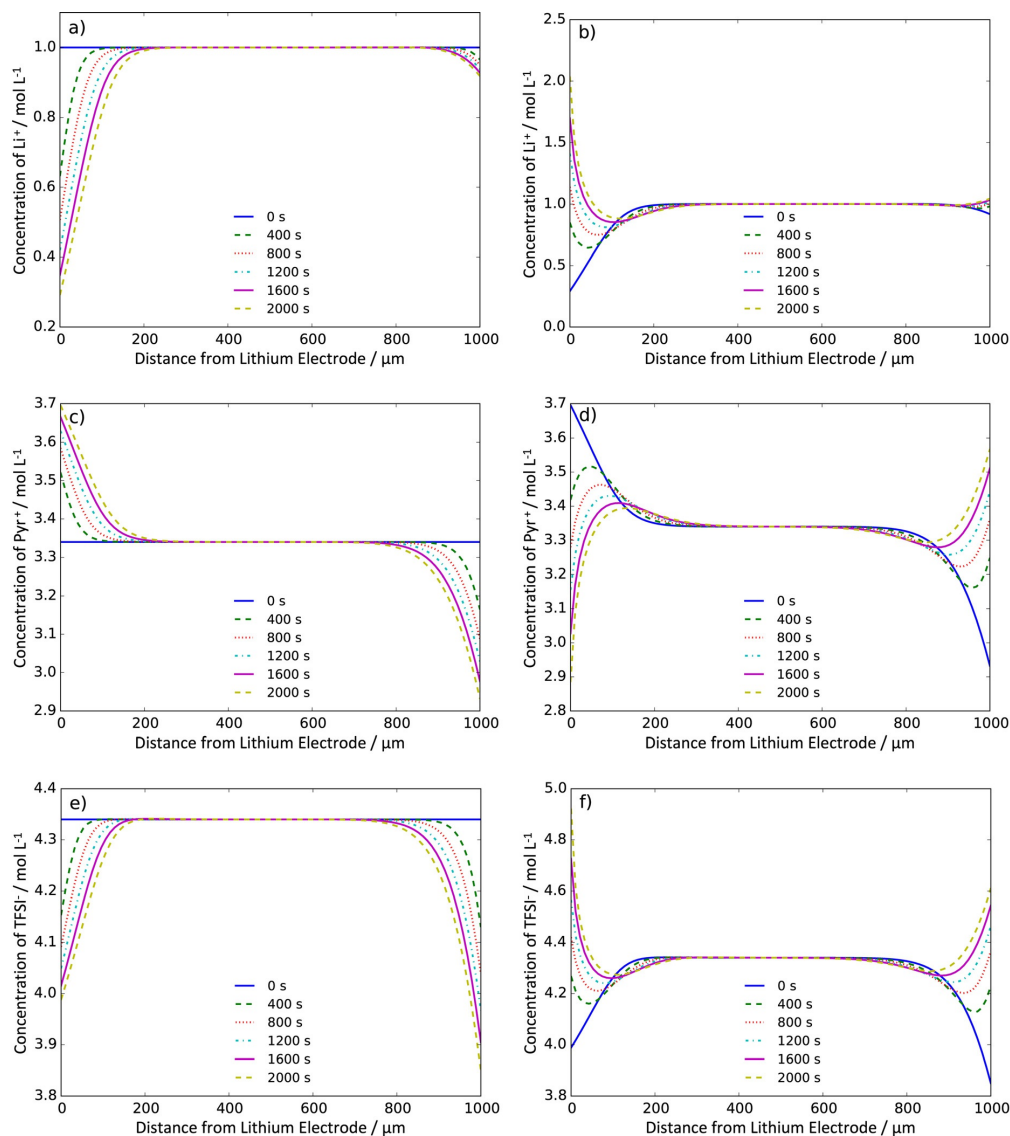 a)
1.0
0.8
0.6
0.4
0.2
Concentration of Li⁺ / mol L⁻¹
0 s
400 s
800 s
1200 s
1600 s
2000 s
0 200 400 600 800 1000
Distance from Lithium Electrode / µm
b)
2.5
2.0
1.5
1.0
0.5
0.0
Concentration of Li⁺ / mol L⁻¹
0 s
400 s
800 s
1200 s
1600 s
2000 s
0 200 400 600 800 1000
Distance from Lithium Electrode / µm
c)
3.7
3.6
3.5
3.4
3.3
3.2
3.1
3.0
2.9
Concentration of Pyr⁺ / mol L⁻¹
0 s
400 s
800 s
1200 s
1600 s
2000 s
0 200 400 600 800 1000
Distance from Lithium Electrode / µm
d)
3.7
3.6
3.5
3.4
3.3
3.2
3.1
3.0
2.9
2.8
Concentration of Pyr⁺ / mol L⁻¹
0 s
400 s
800 s
1200 s
1600 s
2000 s
0 200 400 600 800 1000
Distance from Lithium Electrode / µm
e)
4.4
4.3
4.2
4.1
4.0
3.9
3.8
Concentration of TFSI⁻ / mol L⁻¹
0 s
400 s
800 s
1200 s
1600 s
2000 s
0 200 400 600 800 1000
Distance from Lithium Electrode / µm
f)
5.0
4.8
4.6
4.4
4.2
4.0
3.8
Concentration of TFSI⁻ / mol L⁻¹
0 s
400 s
800 s
1200 s
1600 s
2000 s
0 200 400 600 800 1000
Distance from Lithium Electrode / µm